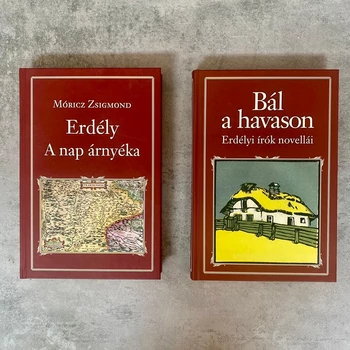 Móricz Zsigmond
Erdély
A nap árnyéka
Bál
a havason
Erdélyi írók novellái